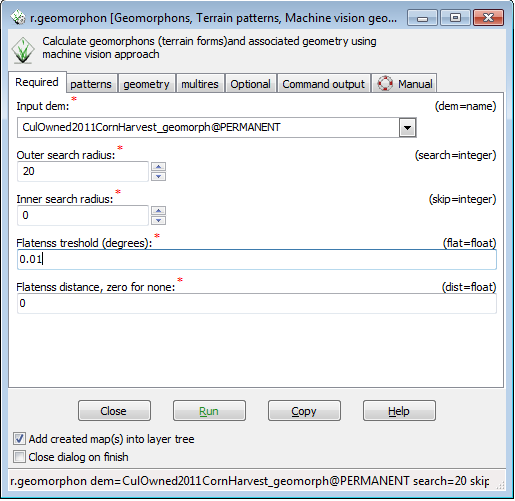 r.geomorphon [Geomorphons, Terrain patterns, Machine vision geo...
Calculate geomorphons (terrain forms)and associated geometry using
machine vision approach
Required patterns geometry multires Optional Command output Manual
Input dem:* (dem=name)
CulOwned2011CornHarvest_geomorph@PERMANENT
Outer search radius:* (search=integer)
20
Inner search radius:* (skip=integer)
0
Flatenss treshold (degrees):* (flat=float)
0.01
Flatenss distance, zero for none:* (dist=float)
0
Close Run Copy Help
Add created map(s) into layer tree
Close dialog on finish
r.geomorphon dem=CulOwned2011CornHarvest_geomorph@PERMANENT search=20 skip